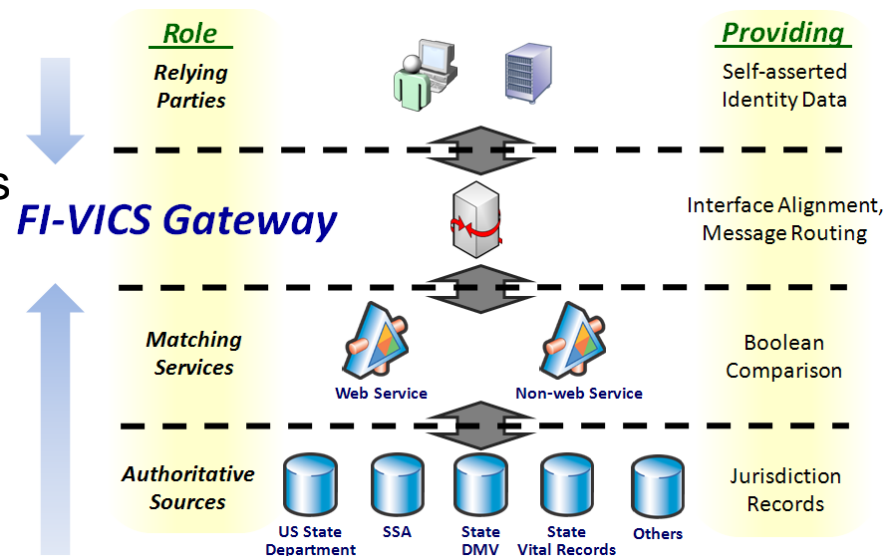 Role
Providing
Relying
Parties
Self-asserted
Identity Data
s
FI-VICS Gateway
Interface Alignment,
Message Routing
Matching
Services
Web Service
Non-web Service
Boolean
Comparison
Authoritative
Sources
US State
Department
SSA
State
DMV
State
Vital Records
Others
Jurisdiction
Records